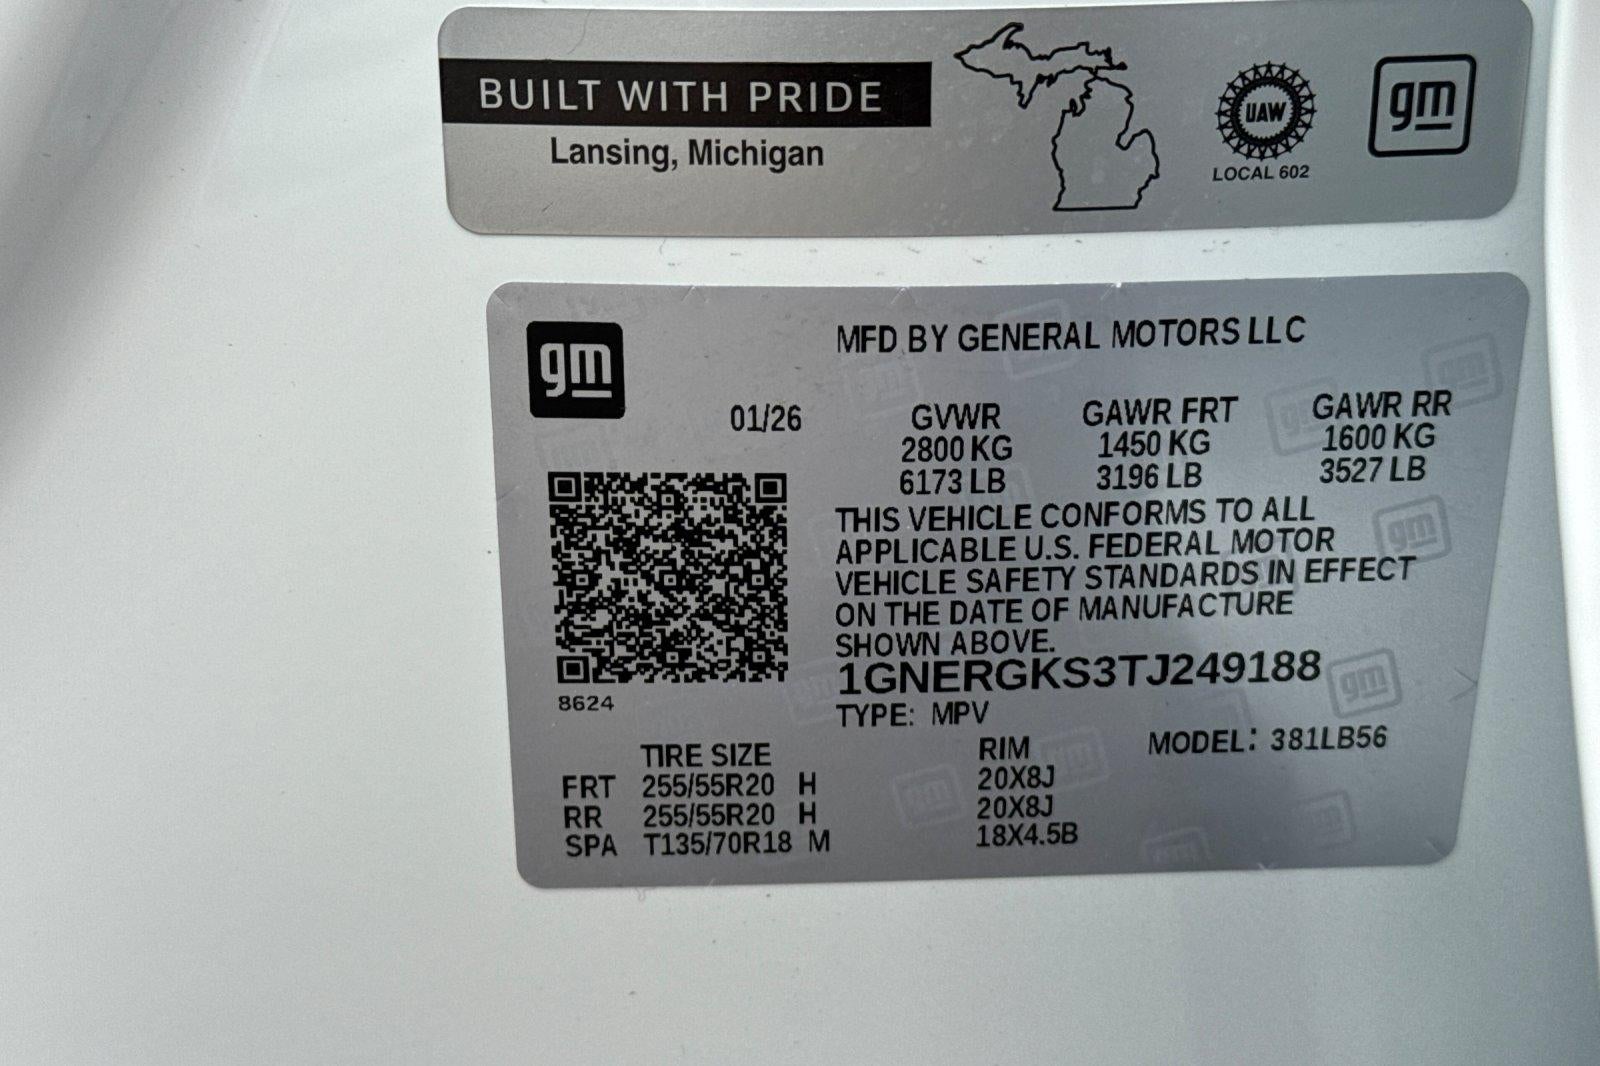 BUILT WITH PRIDE
Lansing, Michigan
UAW
LOCAL 602
gm
gm
MFD BY GENERAL MOTORS LLC
01/26 GVWR GAWR FRT GAWR RR
2800 KG 1450 KG 1600 KG
6173 LB 3196 LB 3527 LB
THIS VEHICLE CONFORMS TO ALL
APPLICABLE U.S. FEDERAL MOTOR
VEHICLE SAFETY STANDARDS IN EFFECT
ON THE DATE OF MANUFACTURE
SHOWN ABOVE.
1GNERGKS3TJ249188
8624
TYPE: MPV
TIRE SIZE RIM MODEL: 381LB56
FRT 255/55R20 H 20X8J
RR 255/55R20 H 20X8J
SPA T135/70R18 M 18X4.5B